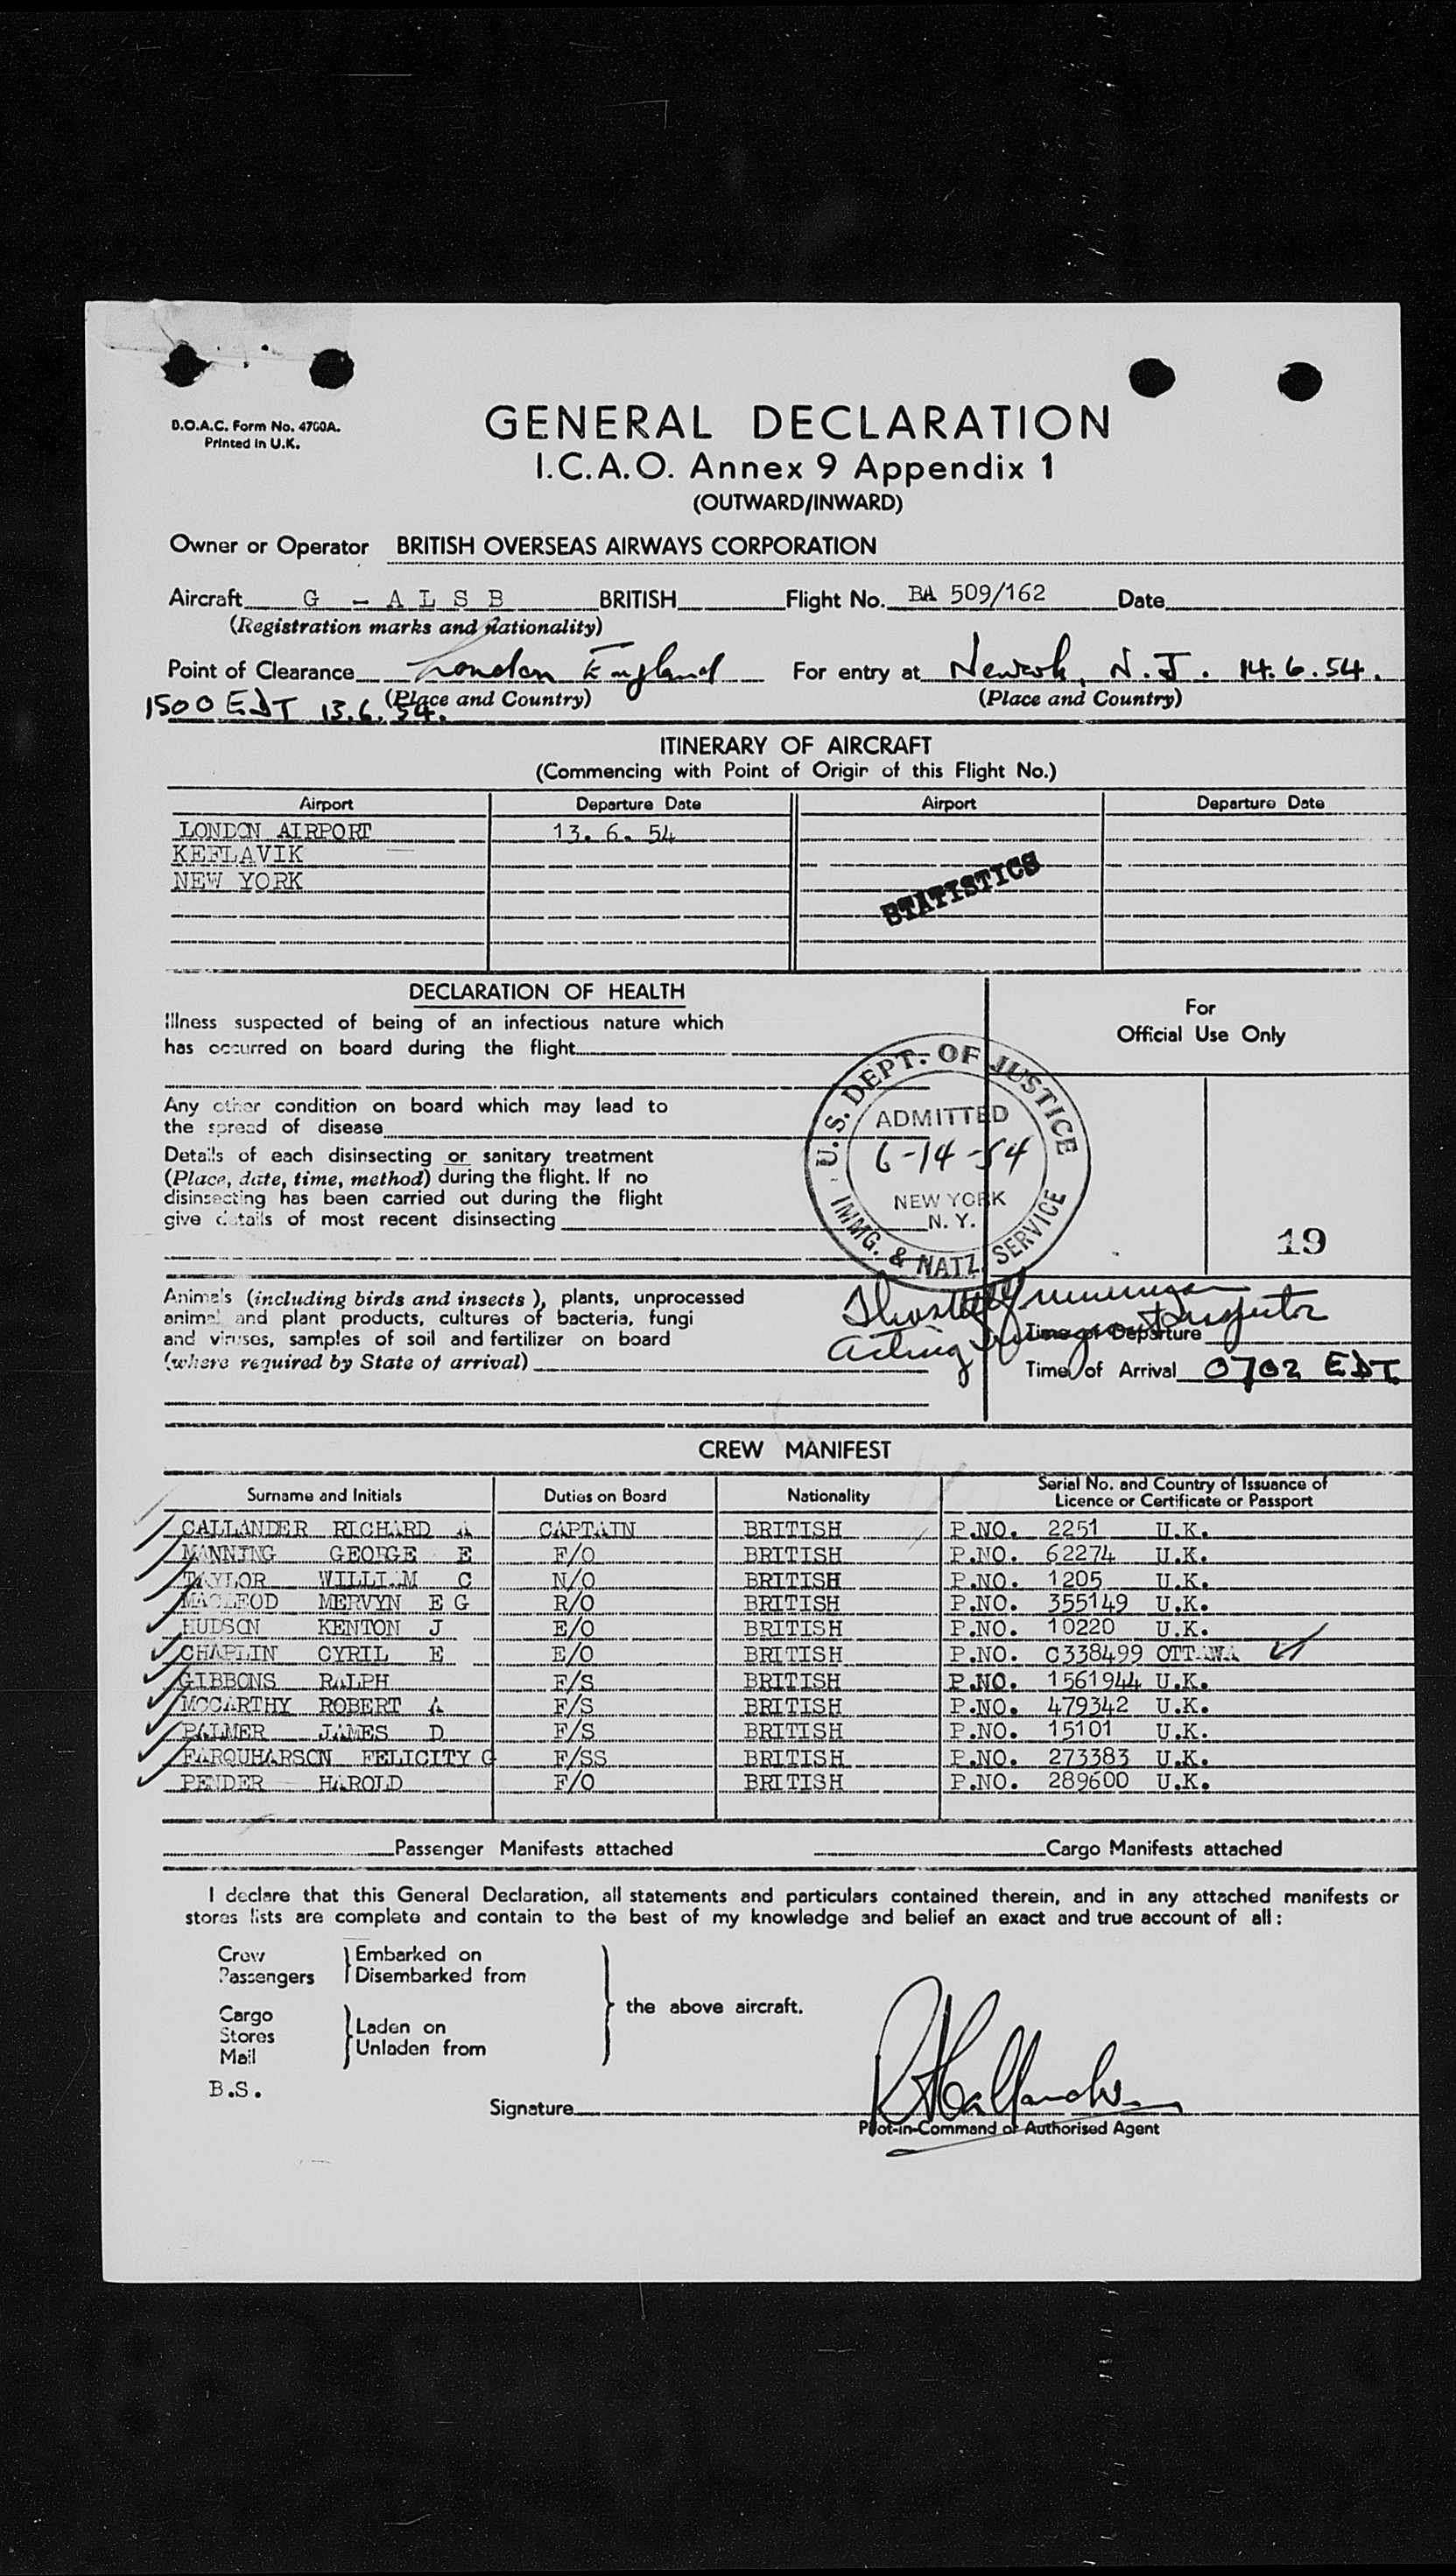 B.O.A.C. Form No. 4700A.
Printed in U.K.
GENERAL DECLARATION
I.C.A.O. Annex 9 Appendix 1
(OUTWARD/INWARD)
Owner or Operator BRITISH OVERSEAS AIRWAYS CORPORATION
Aircraft G - A L S B BRITISH Flight No. BA 509/162 Date
(Registration marks and Nationality)
Point of Clearance London England For entry at Newark, N.J. 14.6.54.
(Place and Country) (Place and Country)
1500 EDT 13.6.54.
ITINERARY OF AIRCRAFT
(Commencing with Point of Origin of this Flight No.)
Airport Departure Date Airport Departure Date
LONDON AIRPORT 13. 6. 54
KEFLAVIK
NEW YORK
STATISTICS
DECLARATION OF HEALTH
Illness suspected of being of an infectious nature which
has occurred on board during the flight
Any other condition on board which may lead to
the spread of disease
Details of each disinsecting or sanitary treatment
(Place, date, time, method) during the flight. If no
disinsecting has been carried out during the flight
give details of most recent disinsecting
Animals (including birds and insects), plants, unprocessed
animal and plant products, cultures of bacteria, fungi
and viruses, samples of soil and fertilizer on board
(where required by State of arrival)
For
Official Use Only
U.S. DEPT. OF JUSTICE
ADMITTED
6-14-54
NEW YORK
N. Y.
IMMG. & NATZ. SERVICE
19
Acting Immigrant Inspector
Time of Departure
Time of Arrival 0702 EDT
CREW MANIFEST
Surname and Initials Duties on Board Nationality Serial No. and Country of Issuance of
Licence or Certificate or Passport
CALLANDER RICHARD A CAPTAIN BRITISH P.NO. 2251 U.K.
MANNING GEORGE E F/O BRITISH P.NO. 62274 U.K.
TAYLOR WILLIAM C N/O BRITISH P.NO. 1205 U.K.
MACLEOD MERVYN E G R/O BRITISH P.NO. 355149 U.K.
HUDSON KENTON J E/O BRITISH P.NO. 10220 U.K.
CHAPLIN CYRIL E E/O BRITISH P.NO. C338499 OTTAWA
GIBBONS RALPH F/S BRITISH P.NO. 1561944 U.K.
MCCARTHY ROBERT A F/S BRITISH P.NO. 479342 U.K.
PALMER JAMES D F/S BRITISH P.NO. 15101 U.K.
FARQUHARSON FELICITY G F/SS BRITISH P.NO. 273383 U.K.
PENDER HAROLD F/O BRITISH P.NO. 289600 U.K.
Passenger Manifests attached Cargo Manifests attached
I declare that this General Declaration, all statements and particulars contained therein, and in any attached manifests or
stores lists are complete and contain to the best of my knowledge and belief an exact and true account of all:
Crew Embarked on
Passengers Disembarked from
the above aircraft.
Cargo
Stores Laden on
Mail Unladen from
B.S.
Signature RACallander
Pilot-in-Command or Authorised Agent